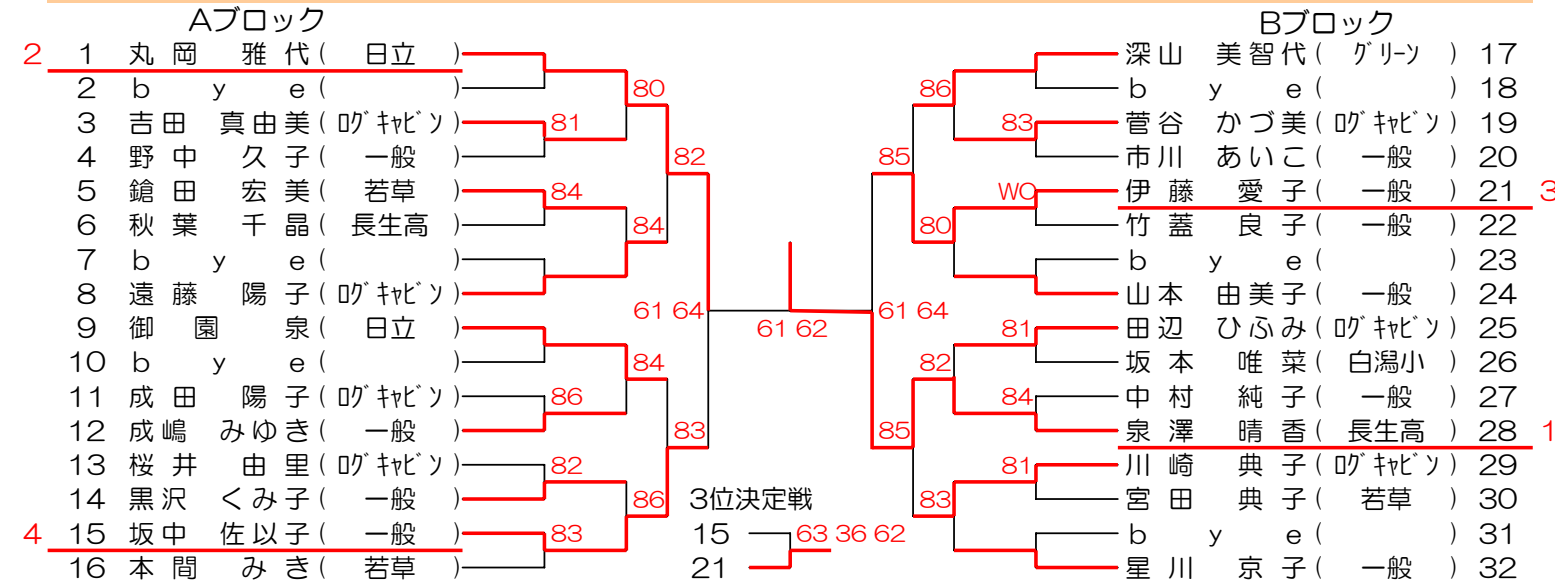 Aブロック
Bブロック
2 1 丸岡 雅代( 日立 )
2 bye( )
3 吉田 真由美(ログキャビン)
4 野中 久子( 一般 )
5 鎗田 宏美( 若草 )
6 秋葉 千晶( 長生高 )
7 bye( )
8 遠藤 陽子(ログキャビン)
9 御園 泉( 日立 )
10 bye( )
11 成田 陽子(ログキャビン)
12 成嶋 みゆき( 一般 )
13 桜井 由里(ログキャビン)
14 黒沢 くみ子( 一般 )
4 15 坂中 佐以子( 一般 )
16 本間 みき( 若草 )
81
84
86
82
83
80
84
84
86
82
83
61 64
61 62
61 64
85
85
86
80
82
83
83
WO
81
84
81
3位決定戦
15
21
63 36 62
深山 美智代( グリーン ) 17
bye( ) 18
菅谷 かづ美(ログキャビン) 19
市川 あいこ( 一般 ) 20
伊藤 愛子( 一般 ) 21 3
竹蓋 良子( 一般 ) 22
bye( ) 23
山本 由美子( 一般 ) 24
田辺 ひふみ(ログキャビン) 25
坂本 唯菜( 白潟小 ) 26
中村 純子( 一般 ) 27
泉澤 晴香( 長生高 ) 28 1
川崎 典子(ログキャビン) 29
宮田 典子( 若草 ) 30
bye( ) 31
星川 京子( 一般 ) 32